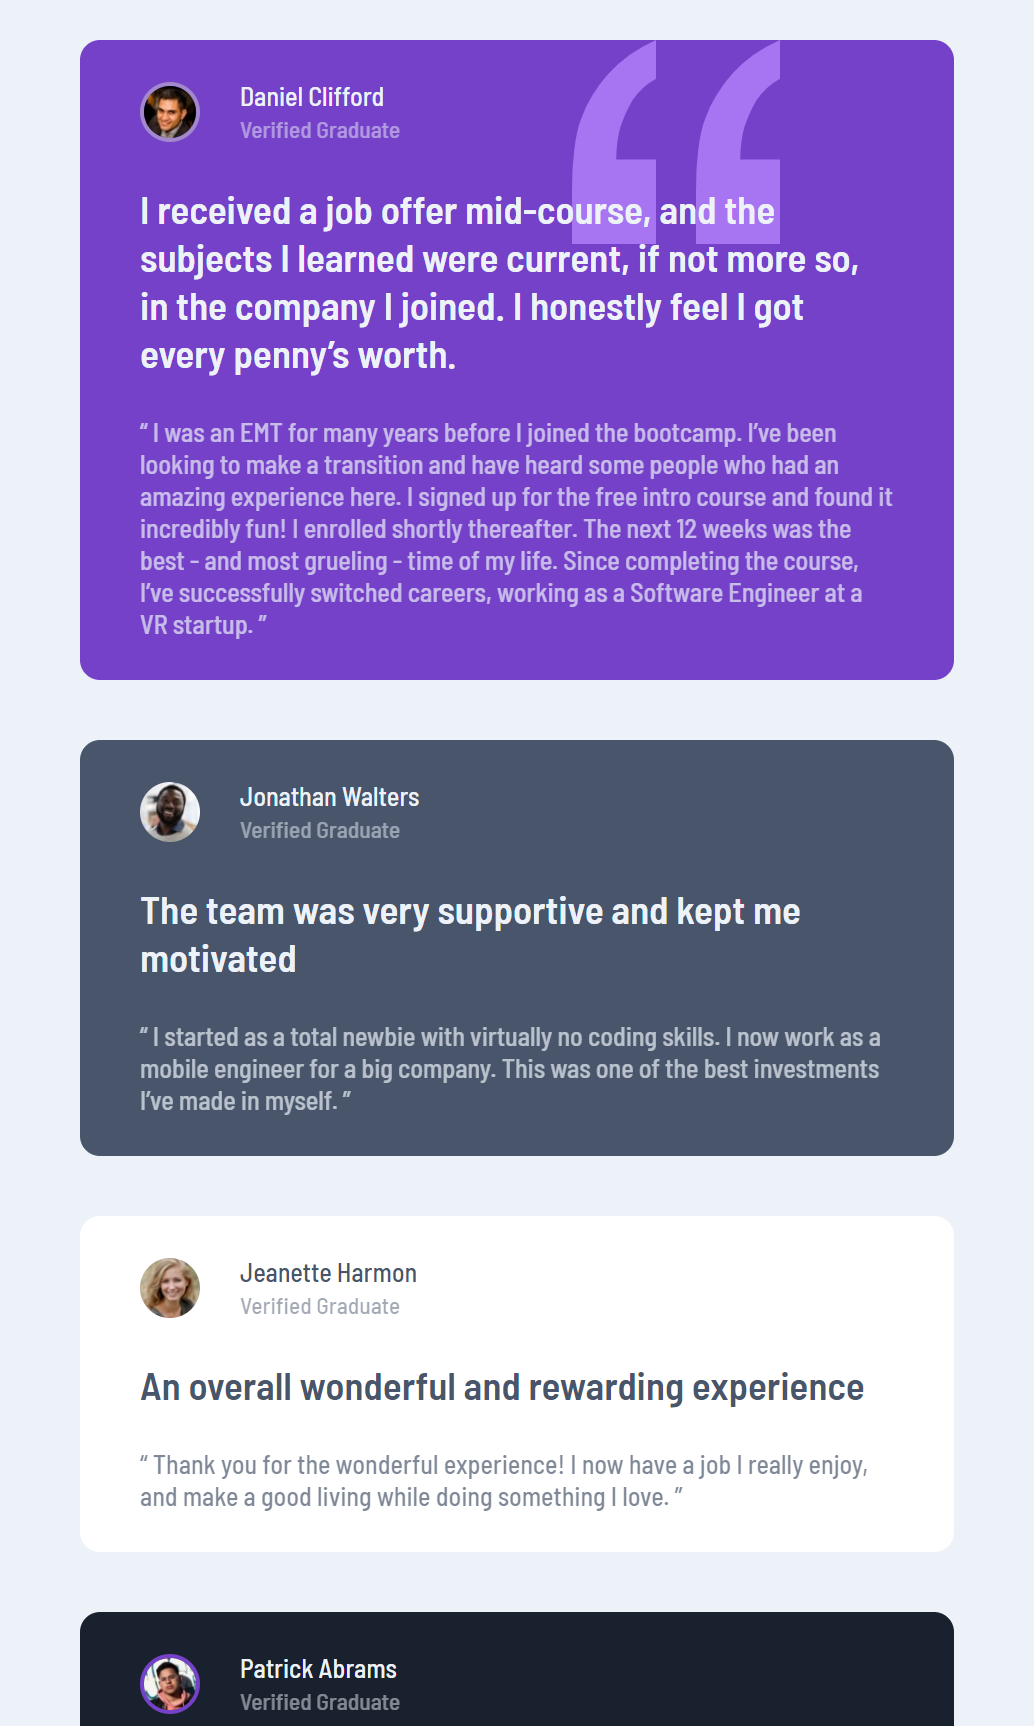 Daniel Clifford
Verified Graduate
I received a job offer mid-course, and the
subjects I learned were current, if not more so,
in the company I joined. I honestly feel I got
every penny’s worth.
“ I was an EMT for many years before I joined the bootcamp. I’ve been
looking to make a transition and have heard some people who had an
amazing experience here. I signed up for the free intro course and found it
incredibly fun! I enrolled shortly thereafter. The next 12 weeks was the
best - and most grueling - time of my life. Since completing the course,
I’ve successfully switched careers, working as a Software Engineer at a
VR startup. ”
Jonathan Walters
Verified Graduate
The team was very supportive and kept me
motivated
“ I started as a total newbie with virtually no coding skills. I now work as a
mobile engineer for a big company. This was one of the best investments
I’ve made in myself. ”
Jeanette Harmon
Verified Graduate
An overall wonderful and rewarding experience
“ Thank you for the wonderful experience! I now have a job I really enjoy,
and make a good living while doing something I love. ”
Patrick Abrams
Verified Graduate